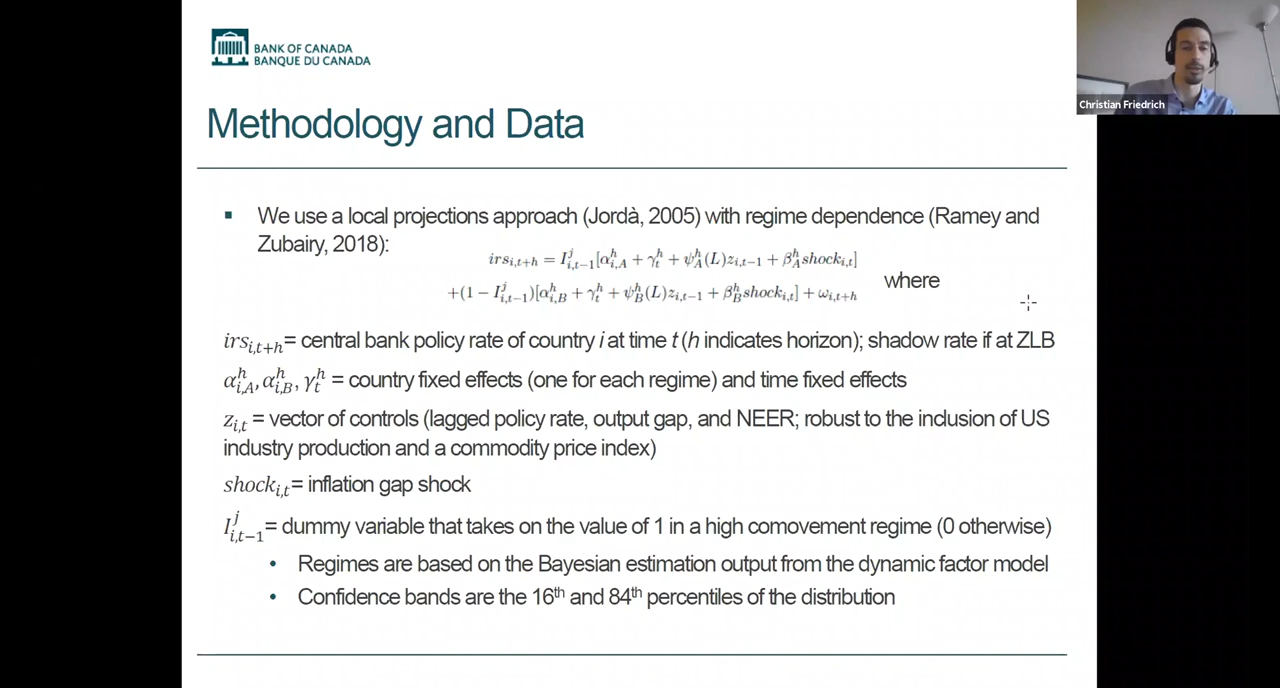 BANK OF CANADA
BANQUE DU CANADA
Christian Friedrich
Methodology and Data
▪ We use a local projections approach (Jordà, 2005) with regime dependence (Ramey and
Zubairy, 2018):
irs_{i,t+h} = I^j_{i,t−1}[α^h_{i,A} + γ^h_t + ψ^h_A(L)z_{i,t−1} + β^h_A shock_{i,t}]
+(1 − I^j_{i,t−1})[α^h_{i,B} + γ^h_t + ψ^h_B(L)z_{i,t−1} + β^h_B shock_{i,t}] + ω_{i,t+h}
where
irs_{i,t+h}= central bank policy rate of country i at time t (h indicates horizon); shadow rate if at ZLB
α^h_{i,A}, α^h_{i,B}, γ^h_t = country fixed effects (one for each regime) and time fixed effects
z_{i,t} = vector of controls (lagged policy rate, output gap, and NEER; robust to the inclusion of US
industry production and a commodity price index)
shock_{i,t}= inflation gap shock
I^j_{i,t−1}= dummy variable that takes on the value of 1 in a high comovement regime (0 otherwise)
• Regimes are based on the Bayesian estimation output from the dynamic factor model
• Confidence bands are the 16th and 84th percentiles of the distribution